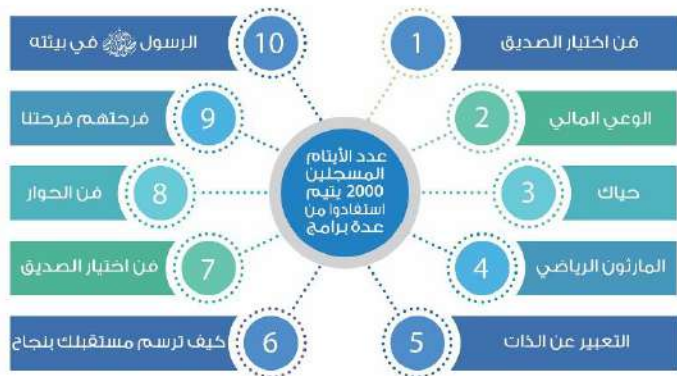 فن اختيار الصديق
1
الوعي المالي
2
حياك
3
المارثون الرياضي
4
التعبير عن الذات
5
كيف ترسم مستقبلك بنجاح
6
فن اختيار الصديق
7
فن الحوار
8
فرحتهم فرحتنا
9
الرسول ﷺ في بيئته
10
عدد الأيتام
المسجلين
2000 يتيم
استفادوا من
عدة برامج